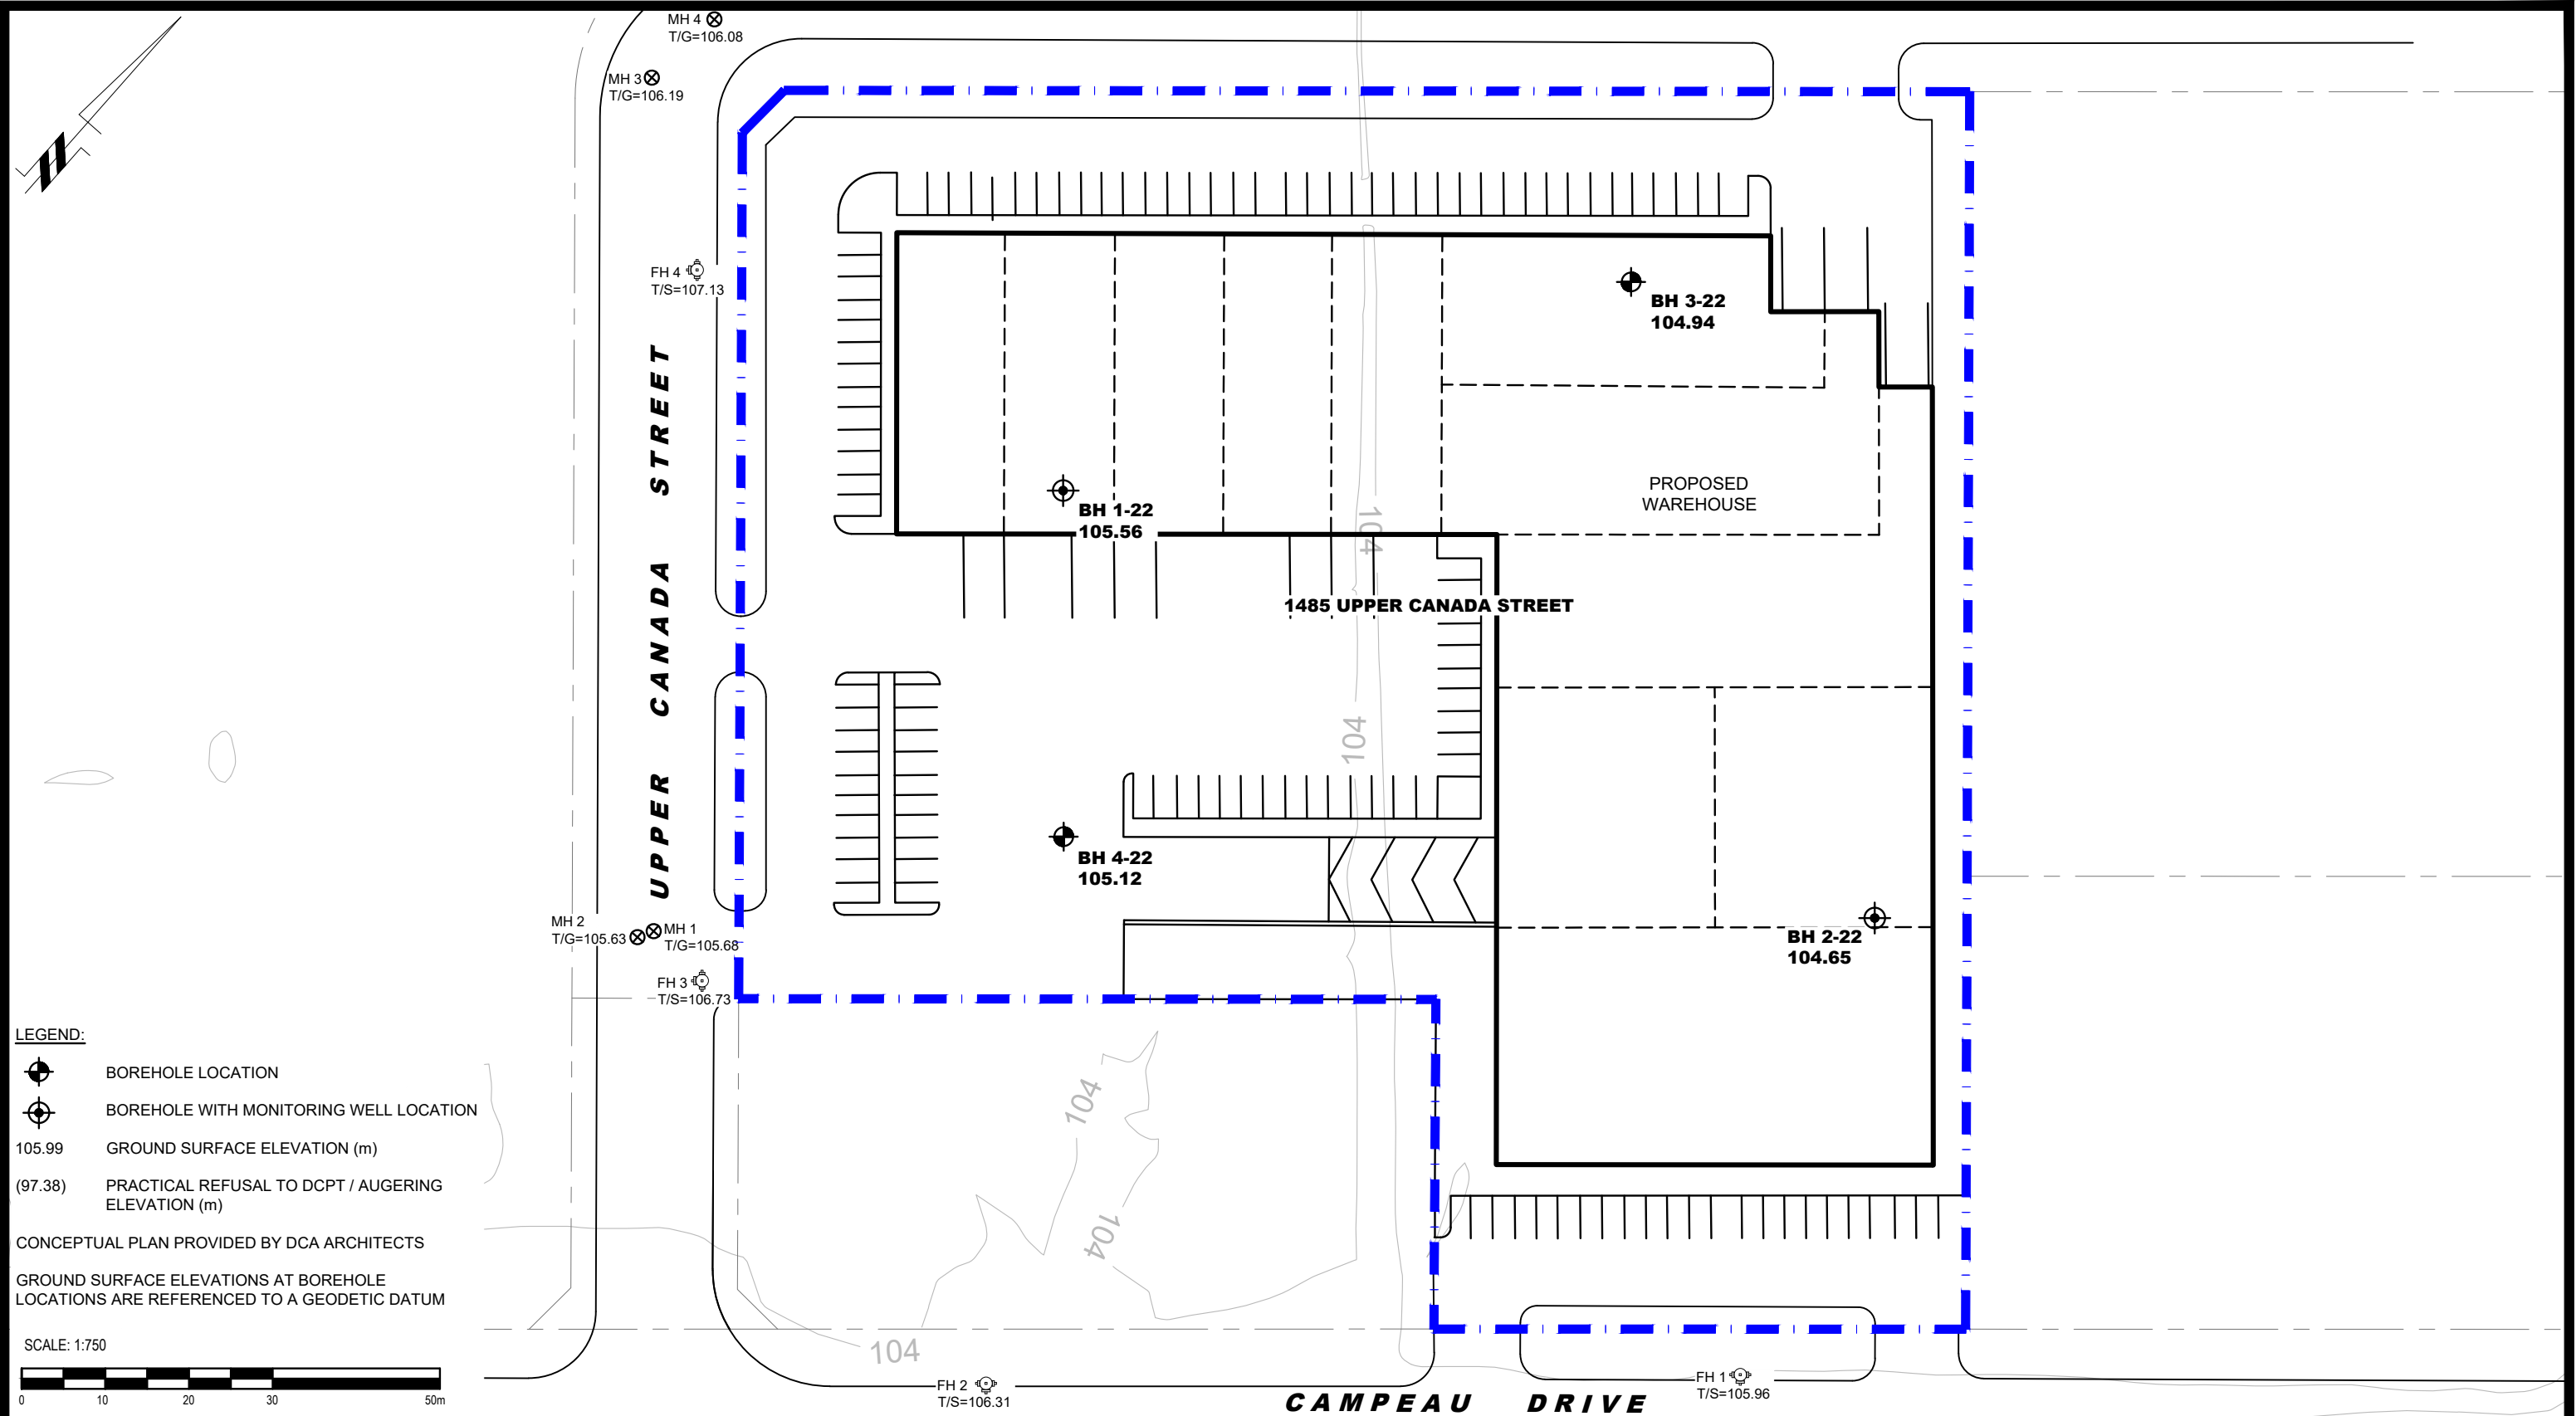 MH 4
T/G=106.08
MH 3
T/G=106.19
FH 4
T/S=107.13
BH 3-22
104.94
PROPOSED
WAREHOUSE
BH 1-22
105.56
104
1485 UPPER CANADA STREET
UPPER CANADA STREET
104
BH 4-22
105.12
MH 2
T/G=105.63
MH 1
T/G=105.68
BH 2-22
104.65
FH 3
T/S=106.73
LEGEND:
BOREHOLE LOCATION
BOREHOLE WITH MONITORING WELL LOCATION
105.99 GROUND SURFACE ELEVATION (m)
(97.38) PRACTICAL REFUSAL TO DCPT / AUGERING
ELEVATION (m)
CONCEPTUAL PLAN PROVIDED BY DCA ARCHITECTS
GROUND SURFACE ELEVATIONS AT BOREHOLE
LOCATIONS ARE REFERENCED TO A GEODETIC DATUM
SCALE: 1:750
0 10 20 30 50m
104
104
104
FH 2
T/S=106.31
FH 1
T/S=105.96
CAMPEAU DRIVE